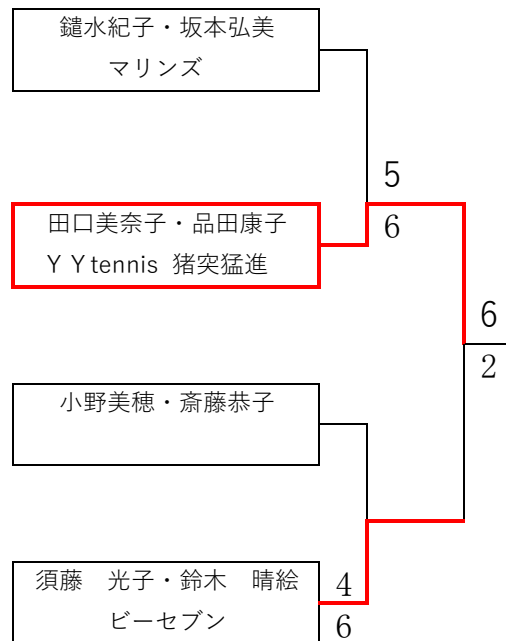 鑓水紀子・坂本弘美
マリンズ
5
田口美奈子・品田康子
6
ＹＹtennis 猪突猛進
6
2
小野美穂・斎藤恭子
須藤　光子・鈴木　晴絵
4
ビーセブン
6